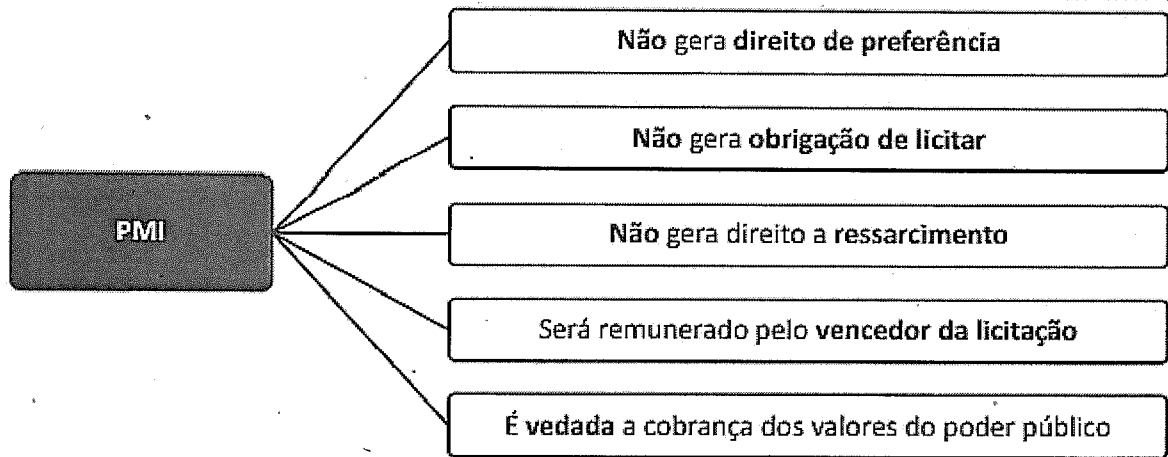 Não gera direito de preferência
Não gera obrigação de licitar
PMI
Não gera direito a ressarcimento
Será remunerado pelo vencedor da licitação
É vedada a cobrança dos valores do poder público